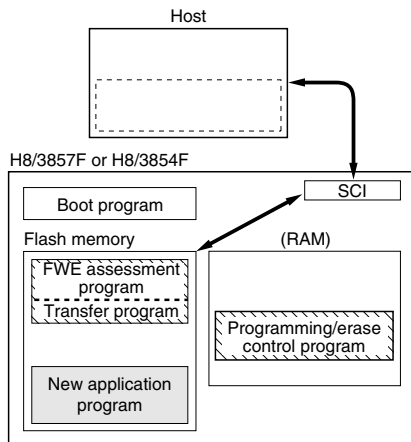 Host
H8/3857F or H8/3854F
SCI
Boot program
Flash memory
(RAM)
FWE assessment
program
Transfer program
Programming/erase
control program
New application
program